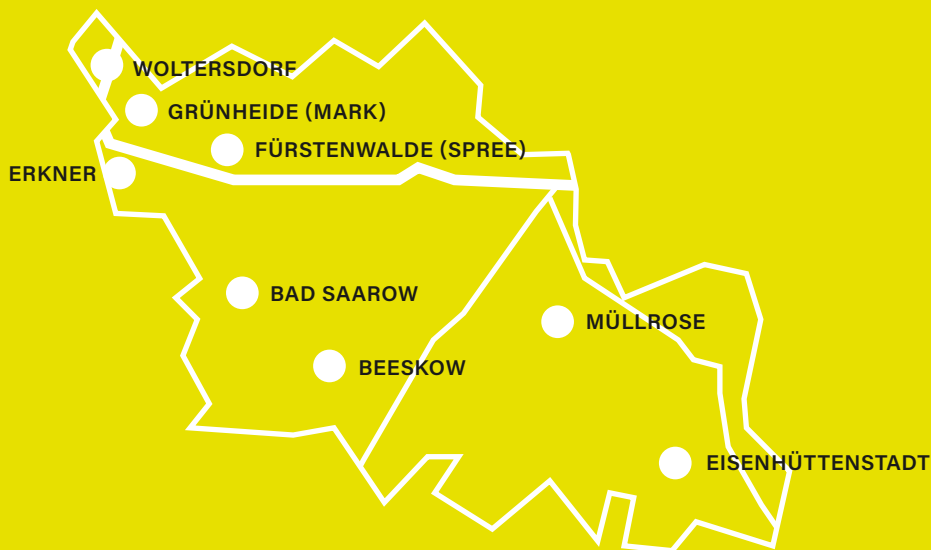 WOLTERSDORF
GRÜNHEIDE (MARK)
FÜRSTENWALDE (SPREE)
ERKNER
BAD SAAROW
MÜLLROSE
BEESKOW
EISENHÜTTENSTADT